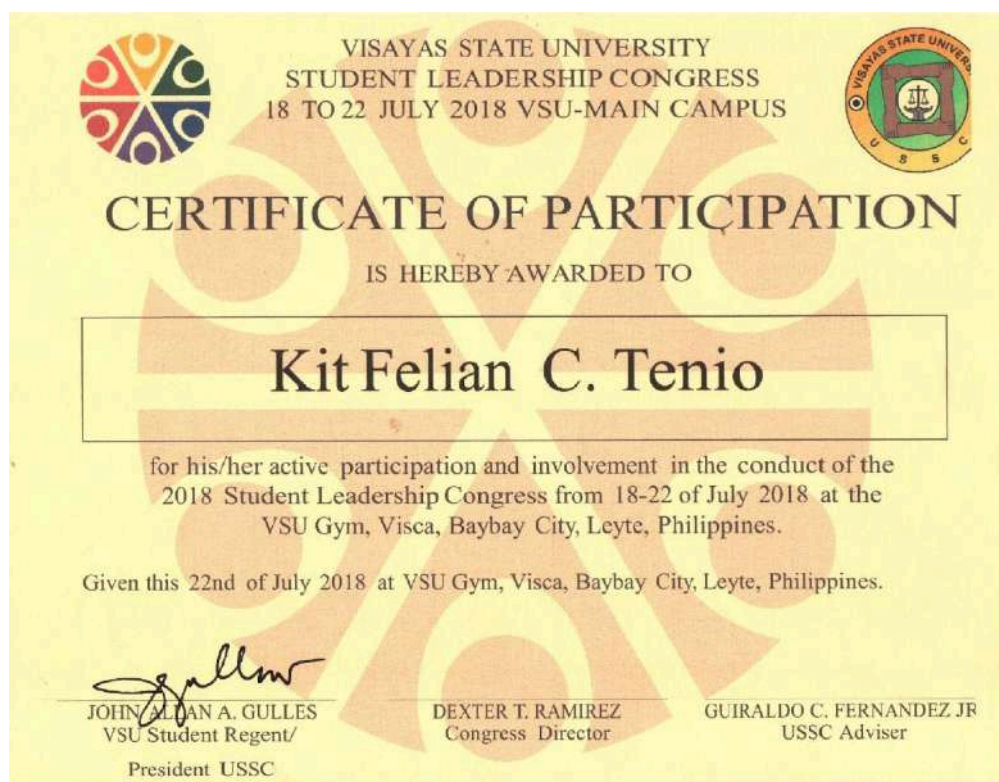 VISAYAS STATE UNIVERSITY
STUDENT LEADERSHIP CONGRESS
18 TO 22 JULY 2018 VSU-MAIN CAMPUS
VISAYAS STATE UNIVER
USSC
CERTIFICATE OF PARTICIPATION
IS HEREBY AWARDED TO
Kit Felian C. Tenio
for his/her active participation and involvement in the conduct of the
2018 Student Leadership Congress from 18-22 of July 2018 at the
VSU Gym, Visca, Baybay City, Leyte, Philippines.
Given this 22nd of July 2018 at VSU Gym, Visca, Baybay City, Leyte, Philippines.
JOHN ALLAN A. GULLES DEXTER T. RAMIREZ GUIRALDO C. FERNANDEZ JR
VSU Student Regent/ Congress Director USSC Adviser
President USSC